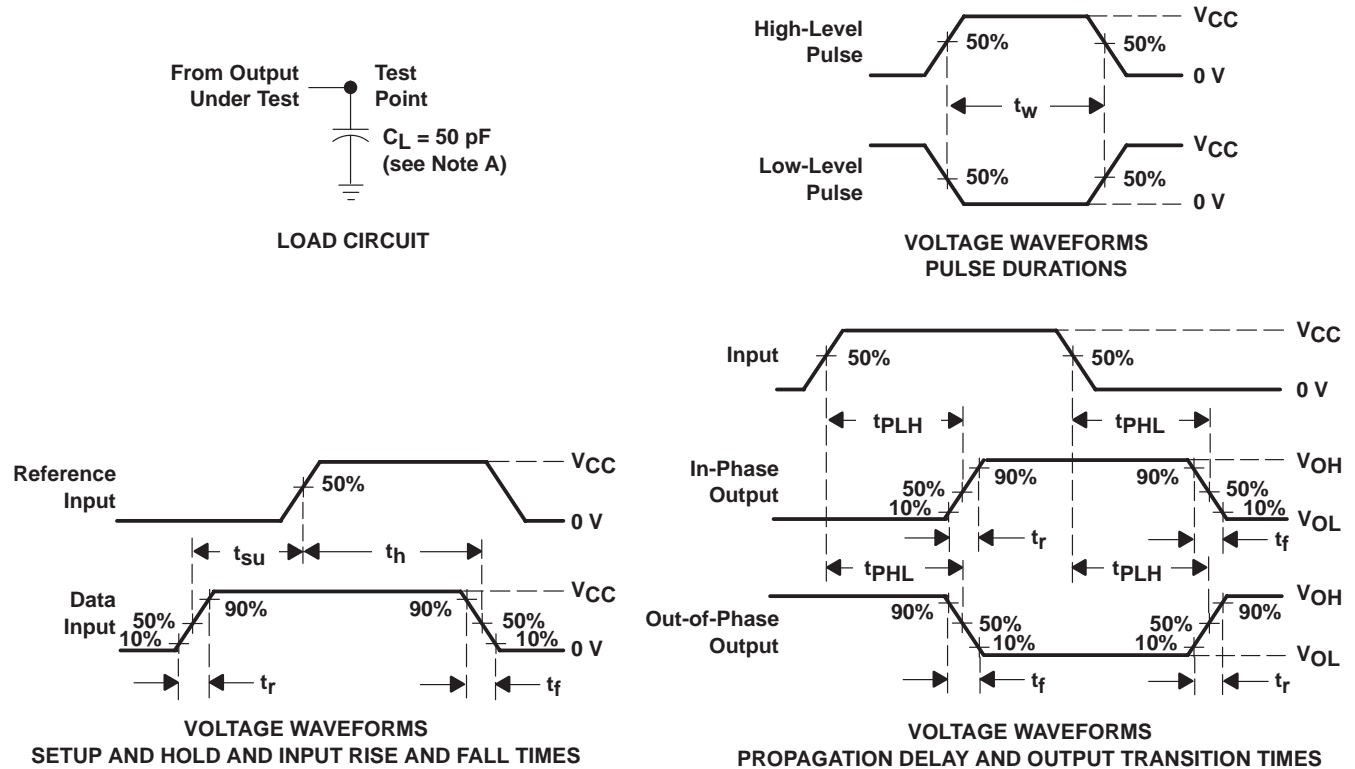 From Output
Under Test
Test
Point
CL = 50 pF
(see Note A)
LOAD CIRCUIT
High-Level
Pulse
50%
50%
VCC
0 V
tw
Low-Level
Pulse
50%
50%
VCC
0 V
VOLTAGE WAVEFORMS
PULSE DURATIONS
Reference
Input
50%
VCC
0 V
tsu
th
Data
Input
50%
10%
90%
90%
50%
10%
VCC
0 V
tr
tf
VOLTAGE WAVEFORMS
SETUP AND HOLD AND INPUT RISE AND FALL TIMES
Input
50%
50%
VCC
0 V
tPLH
tPHL
In-Phase
Output
50%
10%
90%
90%
50%
10%
VOH
VOL
tr
tf
tPHL
tPLH
Out-of-Phase
Output
90%
50%
10%
50%
10%
90%
VOH
VOL
tf
tr
VOLTAGE WAVEFORMS
PROPAGATION DELAY AND OUTPUT TRANSITION TIMES